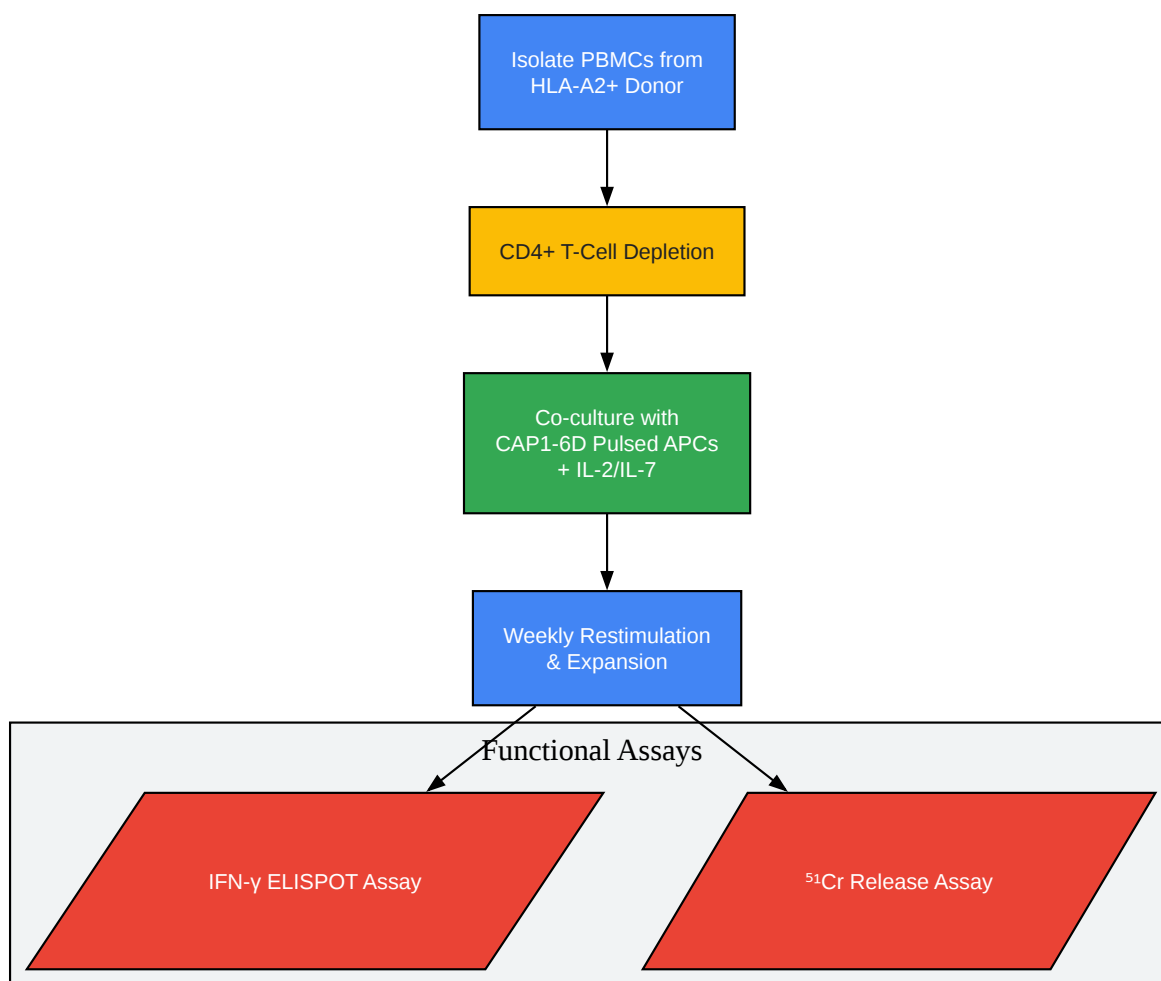 Isolate PBMCs from
HLA-A2+ Donor
CD4+ T-Cell Depletion
Co-culture with
CAP1-6D Pulsed APCs
+ IL-2/IL-7
Weekly Restimulation
& Expansion
Functional Assays
IFN-γ ELISPOT Assay
⁵¹Cr Release Assay